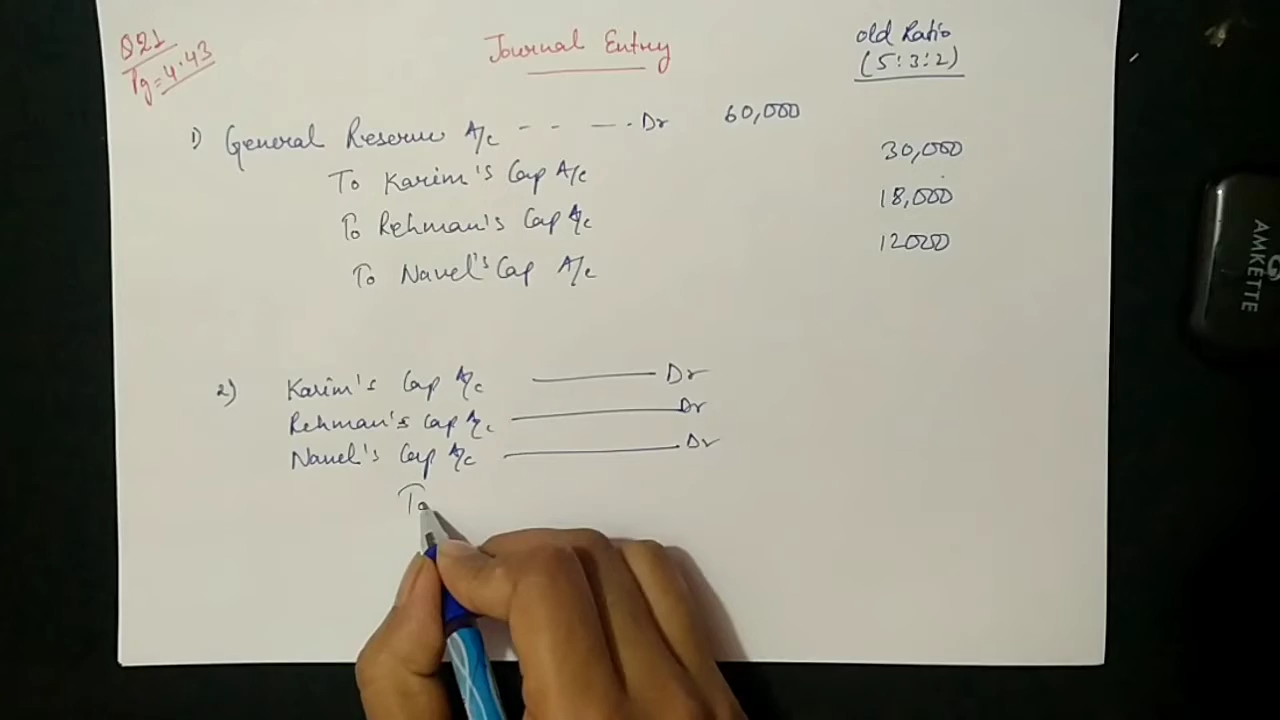 Q21
Pg = 4.43
Journal Entry
Old Ratio
(5:3:2)
1) General Reserve A/c - - - - . Dr 60,000
To Karim's Cap A/c 30,000
To Rehman's Cap A/c 18,000
To Navel's Cap A/c 12000
2) Karim's Cap A/c ——— Dr
Rehman's Cap A/c ——— Dr
Navel's Cap A/c ——— Dr
To
AMKETTE